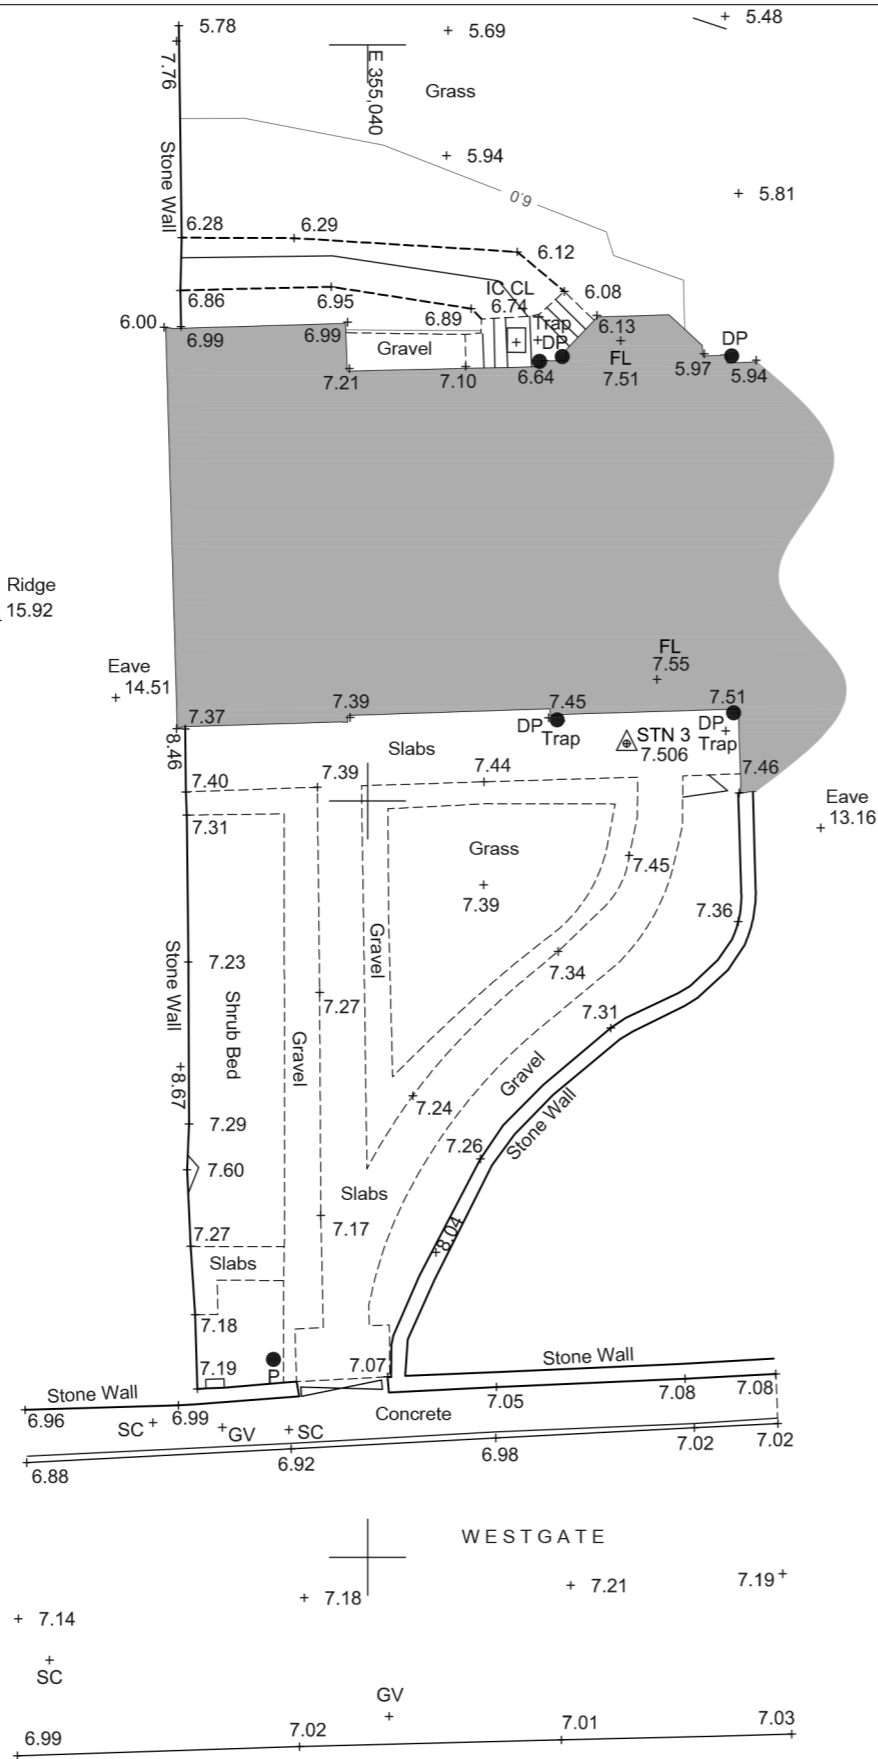 5.78
5.69
5.48
7.76
E 355,040
Grass
Stone Wall
5.94
5.81
6.0
6.28
6.29
6.12
IC CL
6.74
6.08
6.86
6.95
6.89
Trap
6.13
6.00
6.99
6.99
Gravel
DP
FL
DP
7.21
7.10
6.64
7.51
5.97
5.94
Ridge
15.92
Eave
14.51
FL
7.55
7.37
7.39
7.45
7.51
8.46
DP
Trap
STN 3
7.506
DP
Trap
Slabs
7.40
7.39
7.44
7.46
Eave
13.16
7.31
Grass
7.45
7.39
7.36
Stone Wall
Gravel
7.23
7.34
Shrub Bed
7.27
7.31
Gravel
Gravel
8.67
7.24
7.29
Stone Wall
7.26
7.60
Slabs
7.17
7.27
8.04
Slabs
7.18
7.19
P
7.07
Stone Wall
Stone Wall
7.05
7.08
7.08
6.96
6.99
Concrete
SC
GV
SC
6.88
6.92
6.98
7.02
7.02
WESTGATE
7.14
7.18
7.21
7.19
SC
GV
6.99
7.02
7.01
7.03